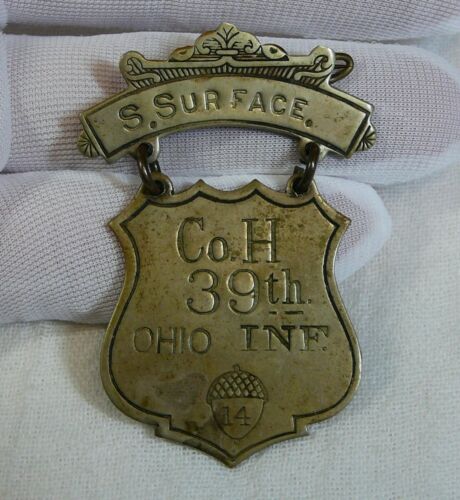 S. SURFACE.
Co. H
39th.
OHIO INF.
14